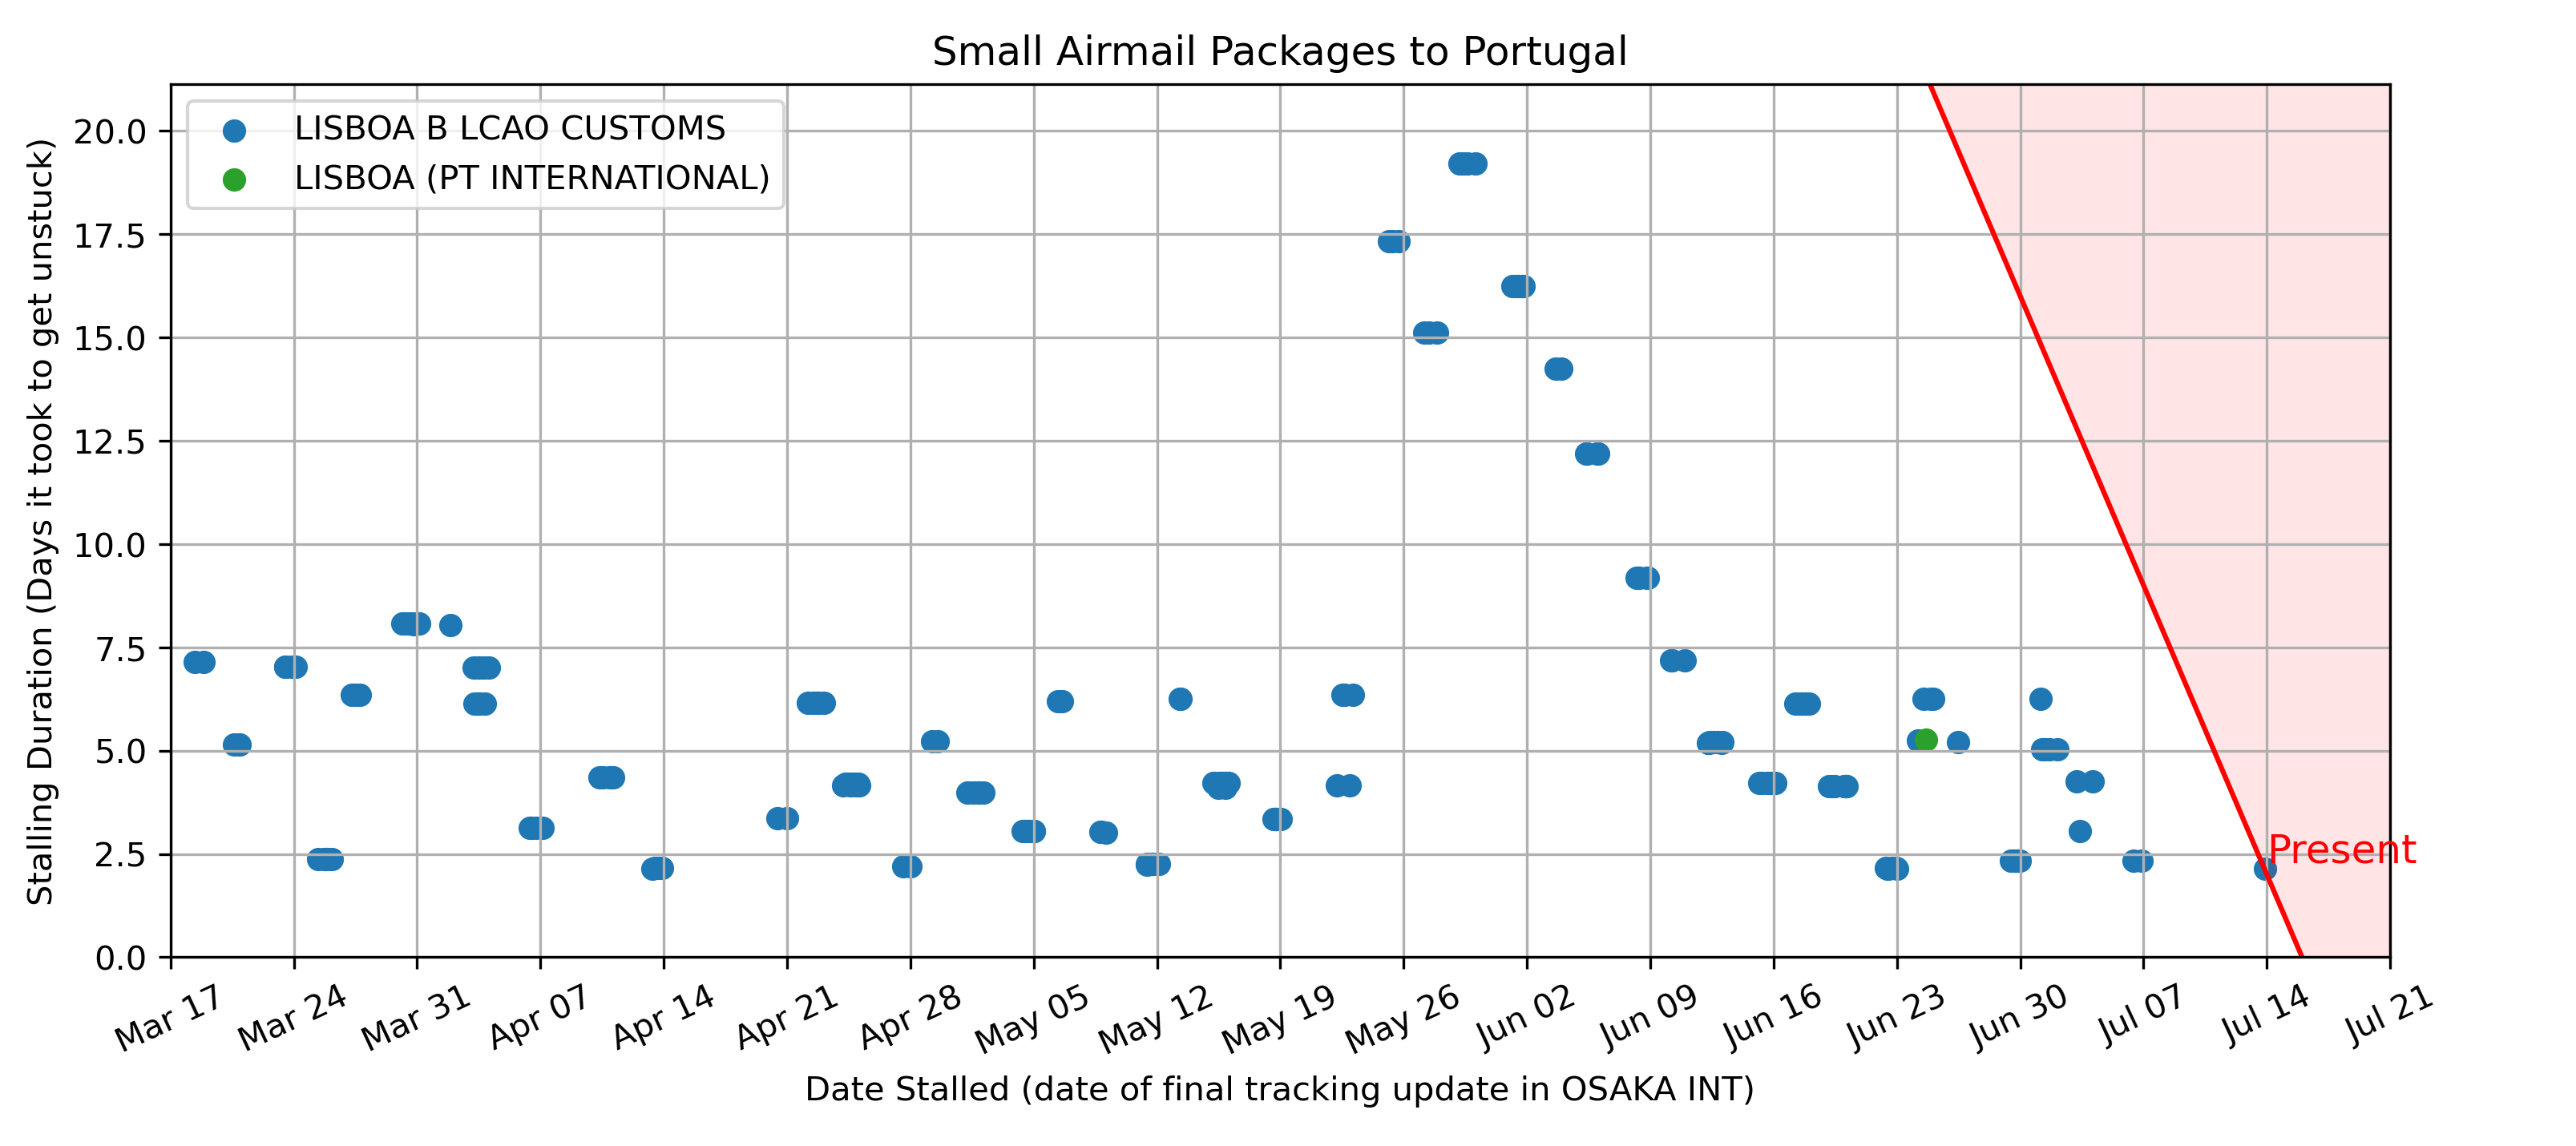 Small Airmail Packages to Portugal
LISBOA B LCAO CUSTOMS
LISBOA (PT INTERNATIONAL)
Stalling Duration (Days it took to get unstuck)
20.0
17.5
15.0
12.5
10.0
7.5
5.0
2.5
0.0
Present
Mar 17
Mar 24
Mar 31
Apr 07
Apr 14
Apr 21
Apr 28
May 05
May 12
May 19
May 26
Jun 02
Jun 09
Jun 16
Jun 23
Jun 30
Jul 07
Jul 14
Jul 21
Date Stalled (date of final tracking update in OSAKA INT)